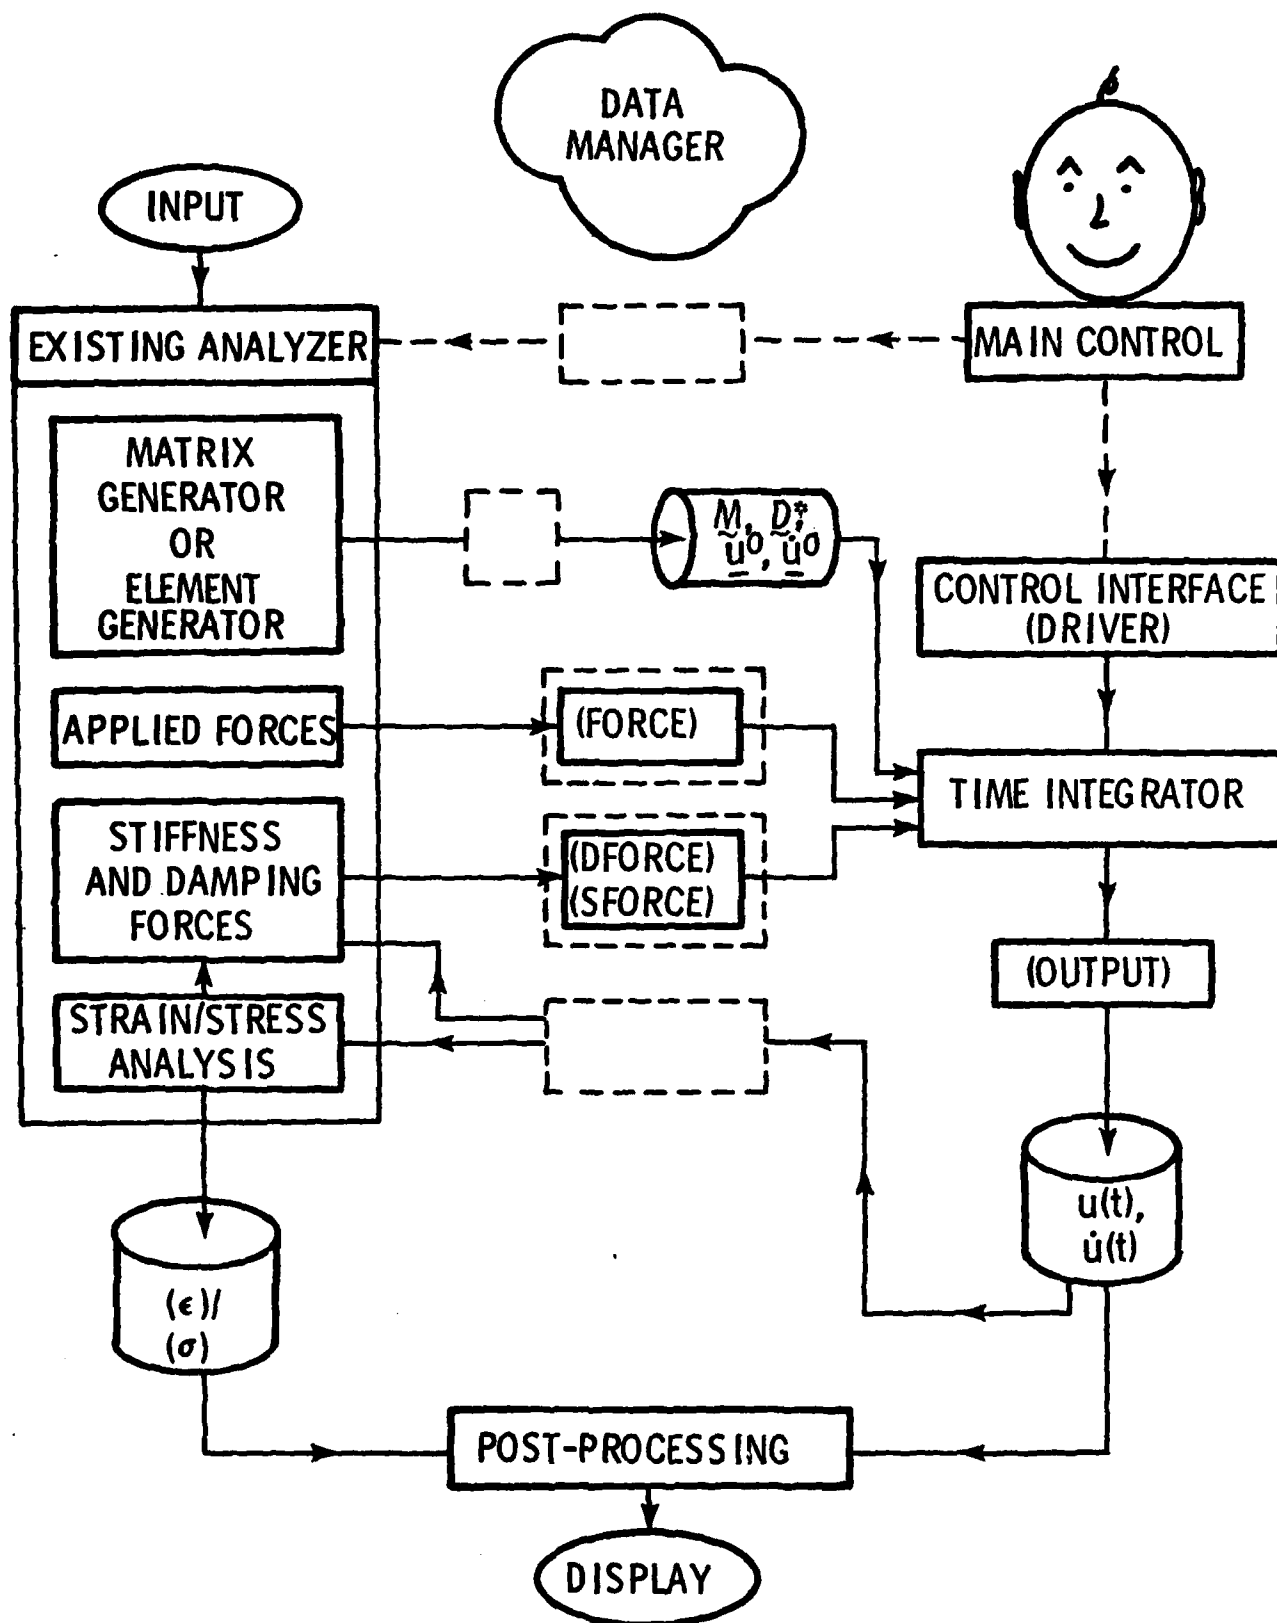 DATA
MANAGER
INPUT
EXISTING ANALYZER
MAIN CONTROL
MATRIX
GENERATOR
OR
ELEMENT
GENERATOR
M, D*,
u⁰, u̇⁰
CONTROL INTERFACE
(DRIVER)
APPLIED FORCES
(FORCE)
TIME INTEGRATOR
STIFFNESS
AND DAMPING
FORCES
(DFORCE)
(SFORCE)
(OUTPUT)
STRAIN/STRESS
ANALYSIS
u(t),
u̇(t)
(ϵ)/
(σ)
POST-PROCESSING
DISPLAY